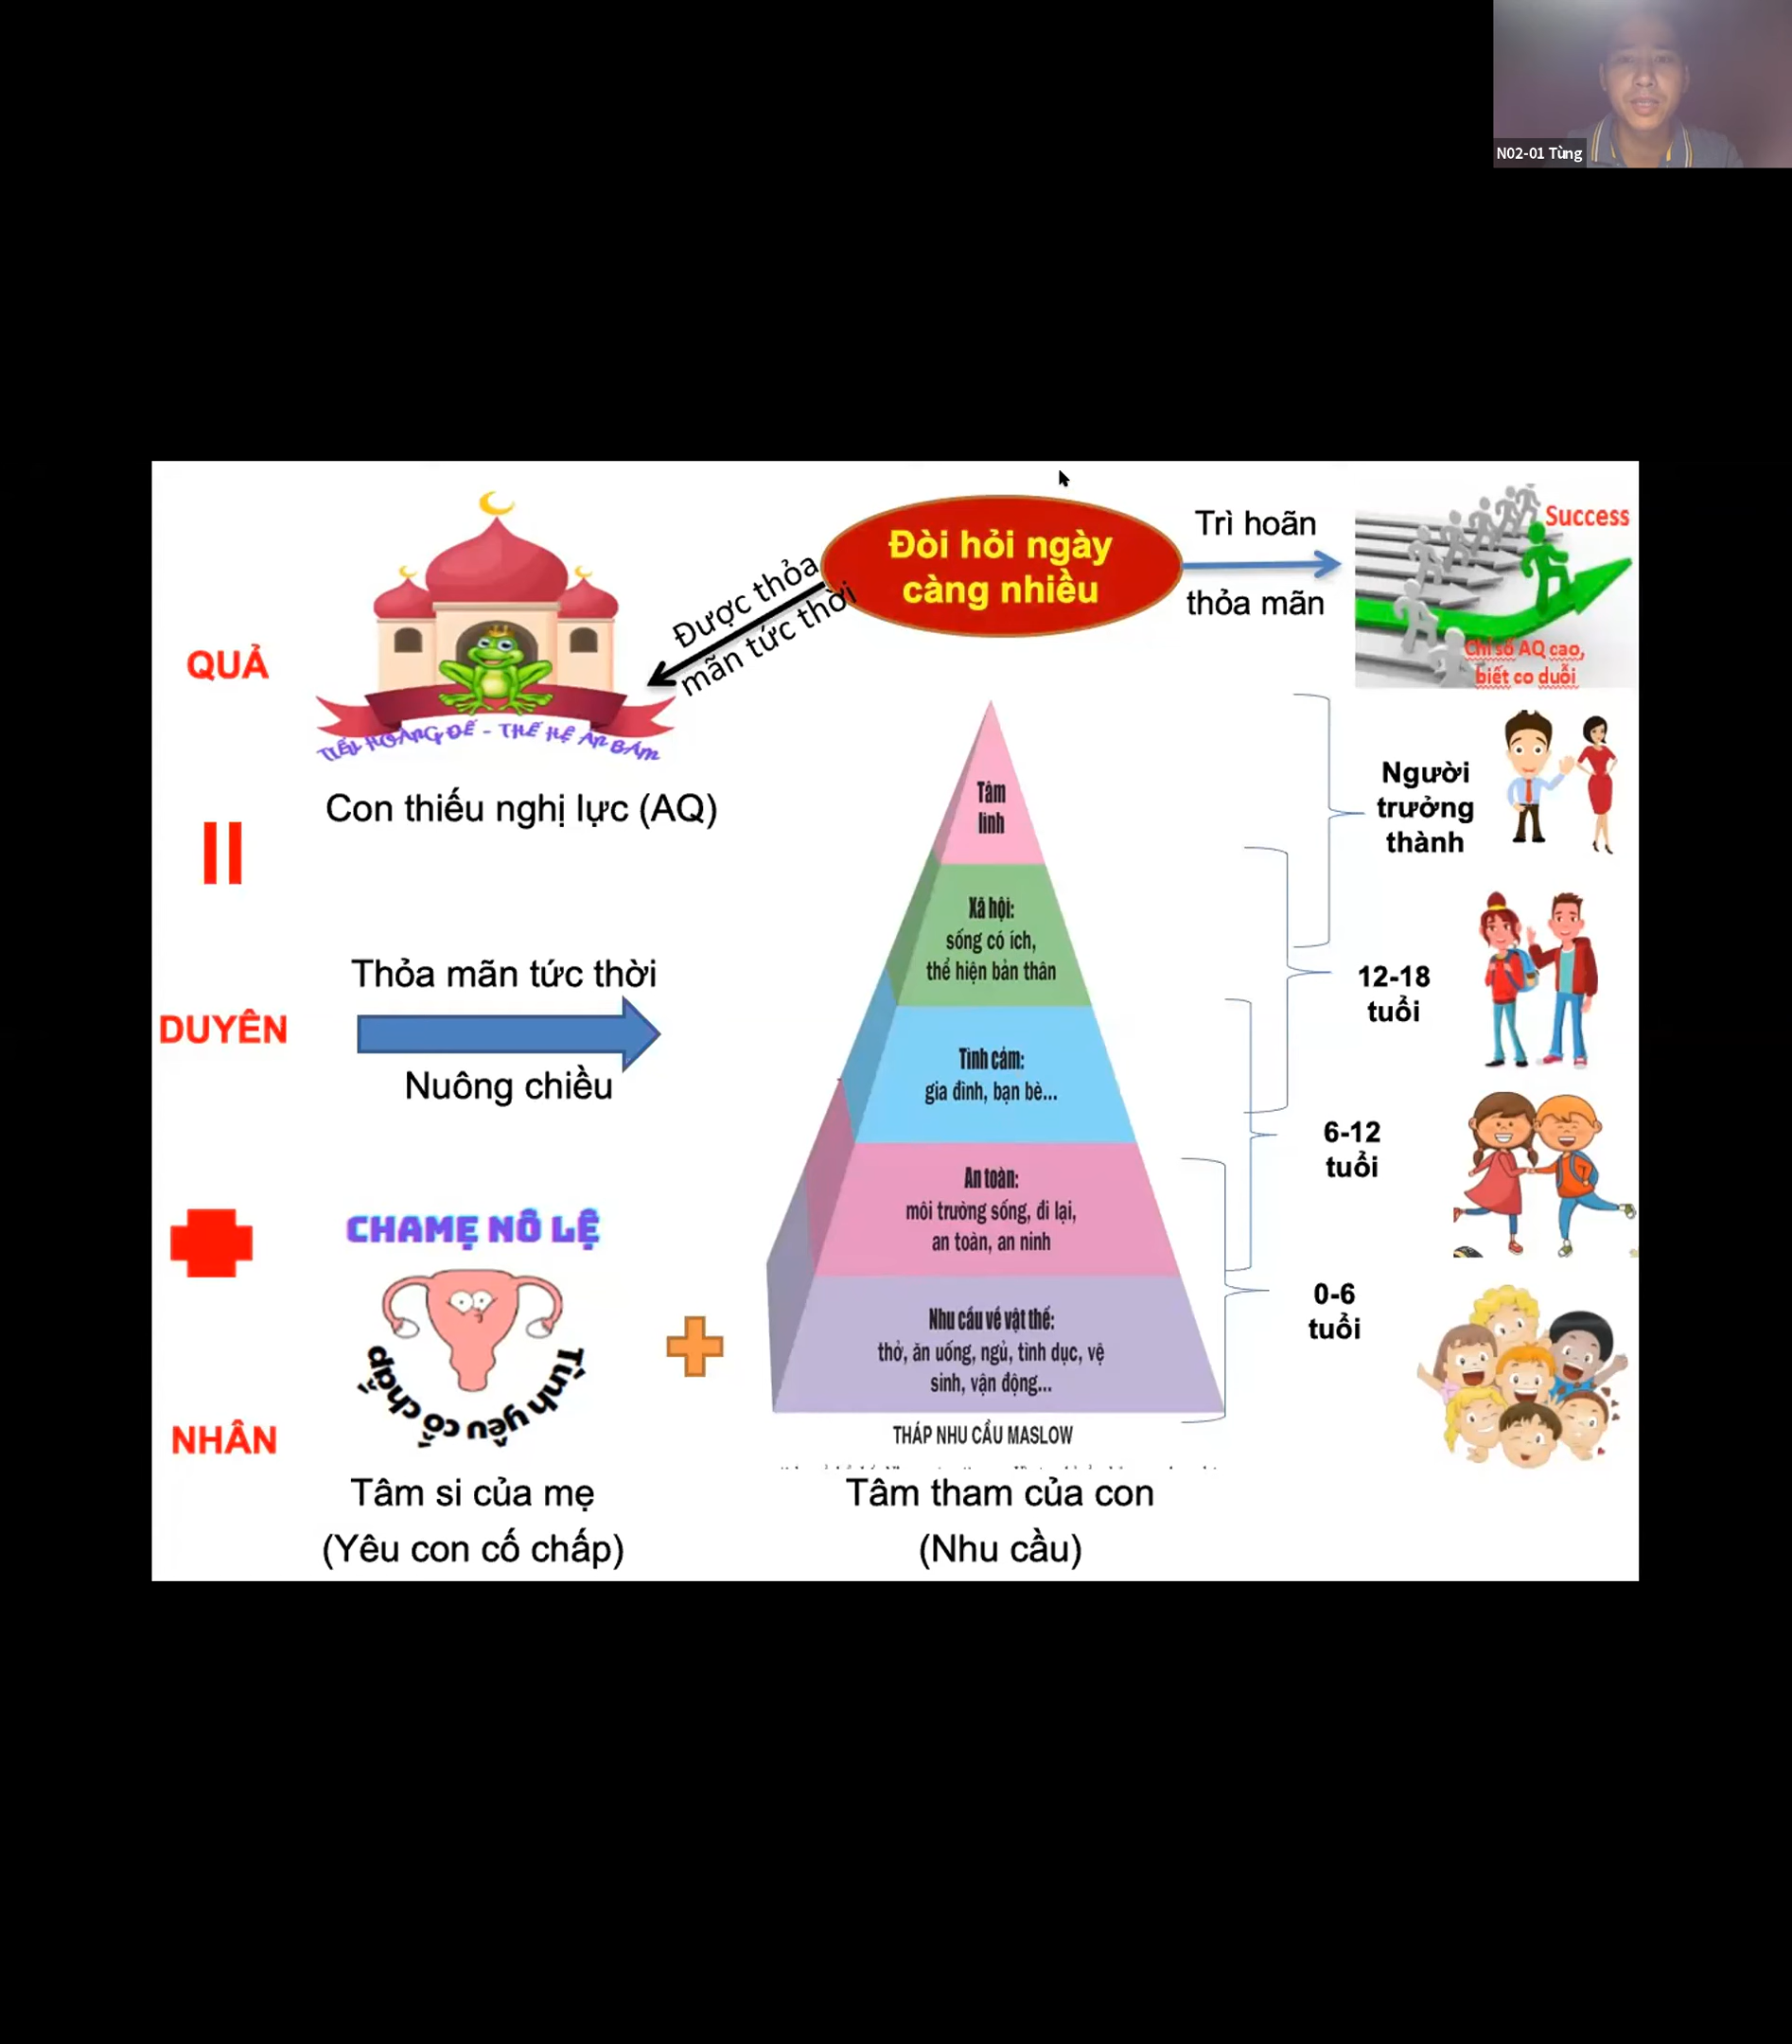 N02-01 Tùng
Đòi hỏi ngày
càng nhiều
Trì hoãn
thỏa mãn
Success
Chỉ số AQ cao,
biết co duỗi
Được thỏa
mãn tức thời
QUẢ
TIỂU HOÀNG ĐẾ - THẾ HỆ ĂN BÁM
Con thiếu nghị lực (AQ)
DUYÊN
Thỏa mãn tức thời
Nuông chiều
CHAMẸ NÔ LỆ
Tình yêu cố chấp
NHÂN
Tâm si của mẹ
(Yêu con cố chấp)
Tâm
linh
Xã hội:
sống có ích,
thể hiện bản thân
Tình cảm:
gia đình, bạn bè...
An toàn:
môi trường sống, đi lại,
an toàn, an ninh
Nhu cầu về vật thể:
thở, ăn uống, ngủ, tình dục, vệ
sinh, vận động...
THÁP NHU CẦU MASLOW
Tâm tham của con
(Nhu cầu)
Người
trưởng
thành
12-18
tuổi
6-12
tuổi
0-6
tuổi